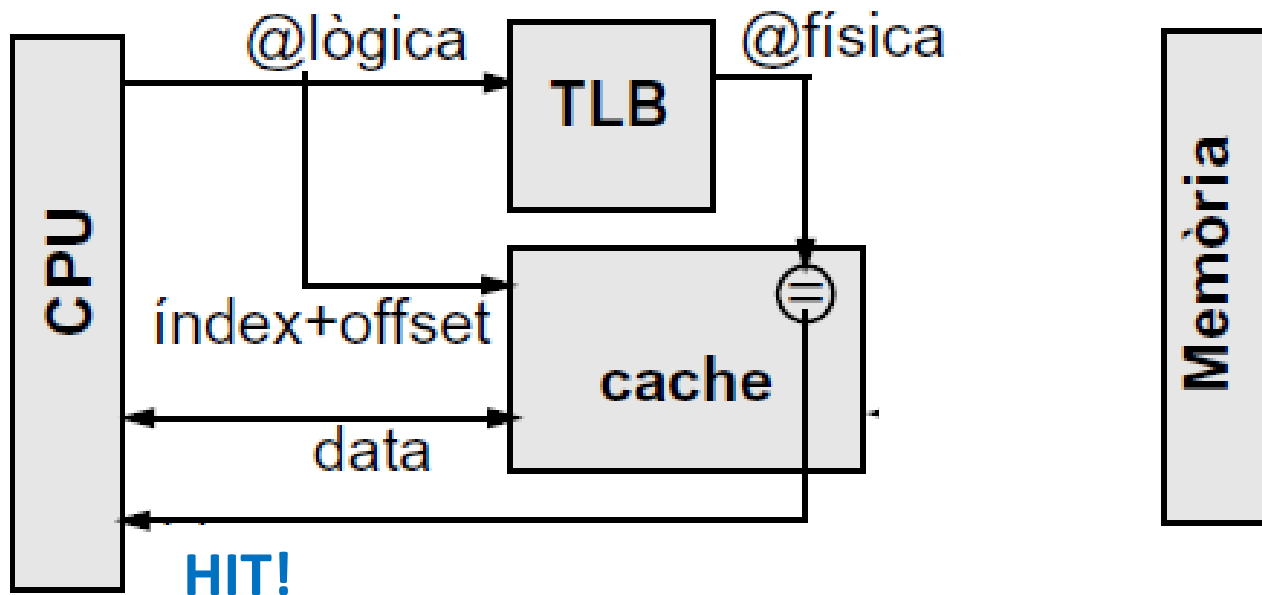 @lògica
@física
TLB
CPU
Memòria
índex+offset
cache
data
HIT!